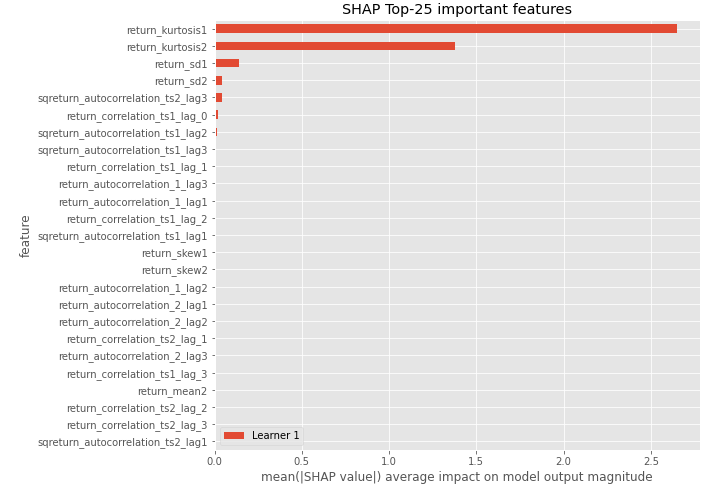 SHAP Top-25 important features
return_kurtosis1
return_kurtosis2
return_sd1
return_sd2
sqreturn_autocorrelation_ts2_lag3
return_correlation_ts1_lag_0
sqreturn_autocorrelation_ts1_lag2
sqreturn_autocorrelation_ts1_lag3
return_correlation_ts1_lag_1
return_autocorrelation_1_lag3
return_autocorrelation_1_lag1
return_correlation_ts1_lag_2
sqreturn_autocorrelation_ts1_lag1
return_skew1
return_skew2
return_autocorrelation_1_lag2
return_autocorrelation_2_lag1
return_autocorrelation_2_lag2
return_correlation_ts2_lag_1
return_autocorrelation_2_lag3
return_correlation_ts1_lag_3
return_mean2
return_correlation_ts2_lag_2
return_correlation_ts2_lag_3
sqreturn_autocorrelation_ts2_lag1
feature
Learner 1
0.0 0.5 1.0 1.5 2.0 2.5
mean(|SHAP value|) average impact on model output magnitude